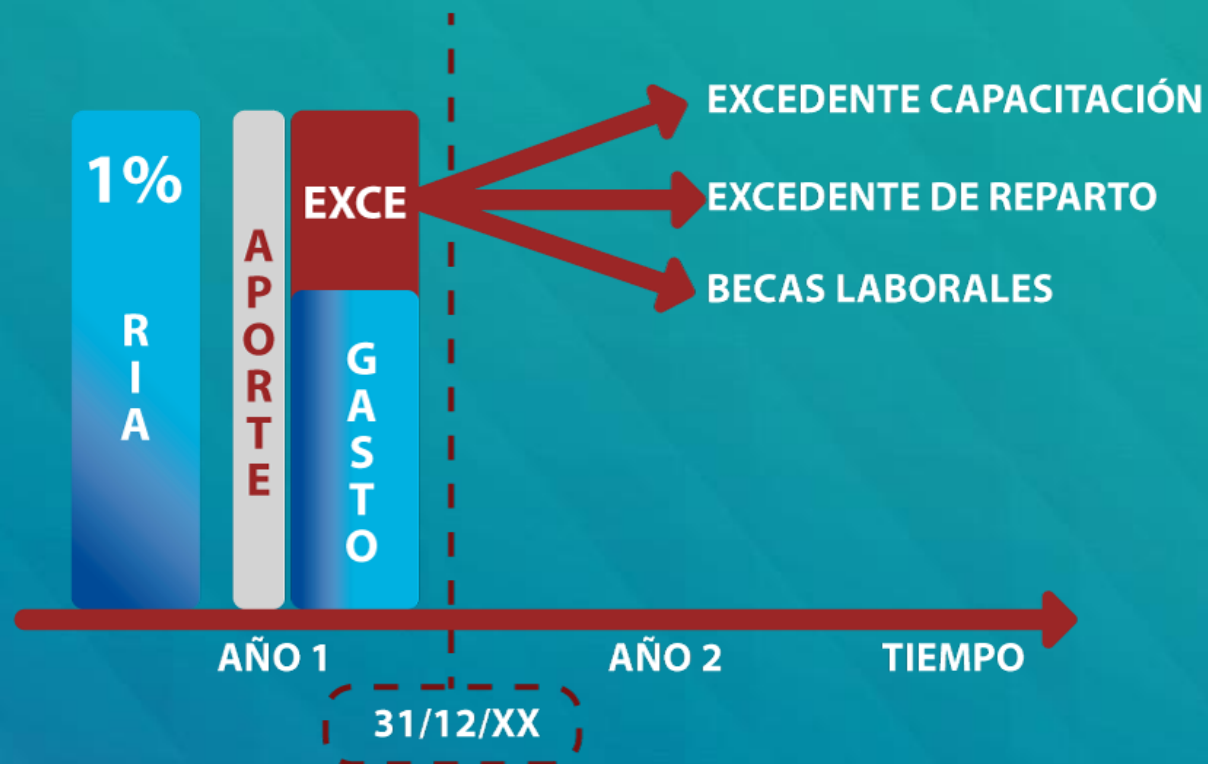 1%
RIA
APORTE
EXCE
GASTO
EXCEDENTE CAPACITACIÓN
EXCEDENTE DE REPARTO
BECAS LABORALES
AÑO 1
AÑO 2
TIEMPO
31/12/XX